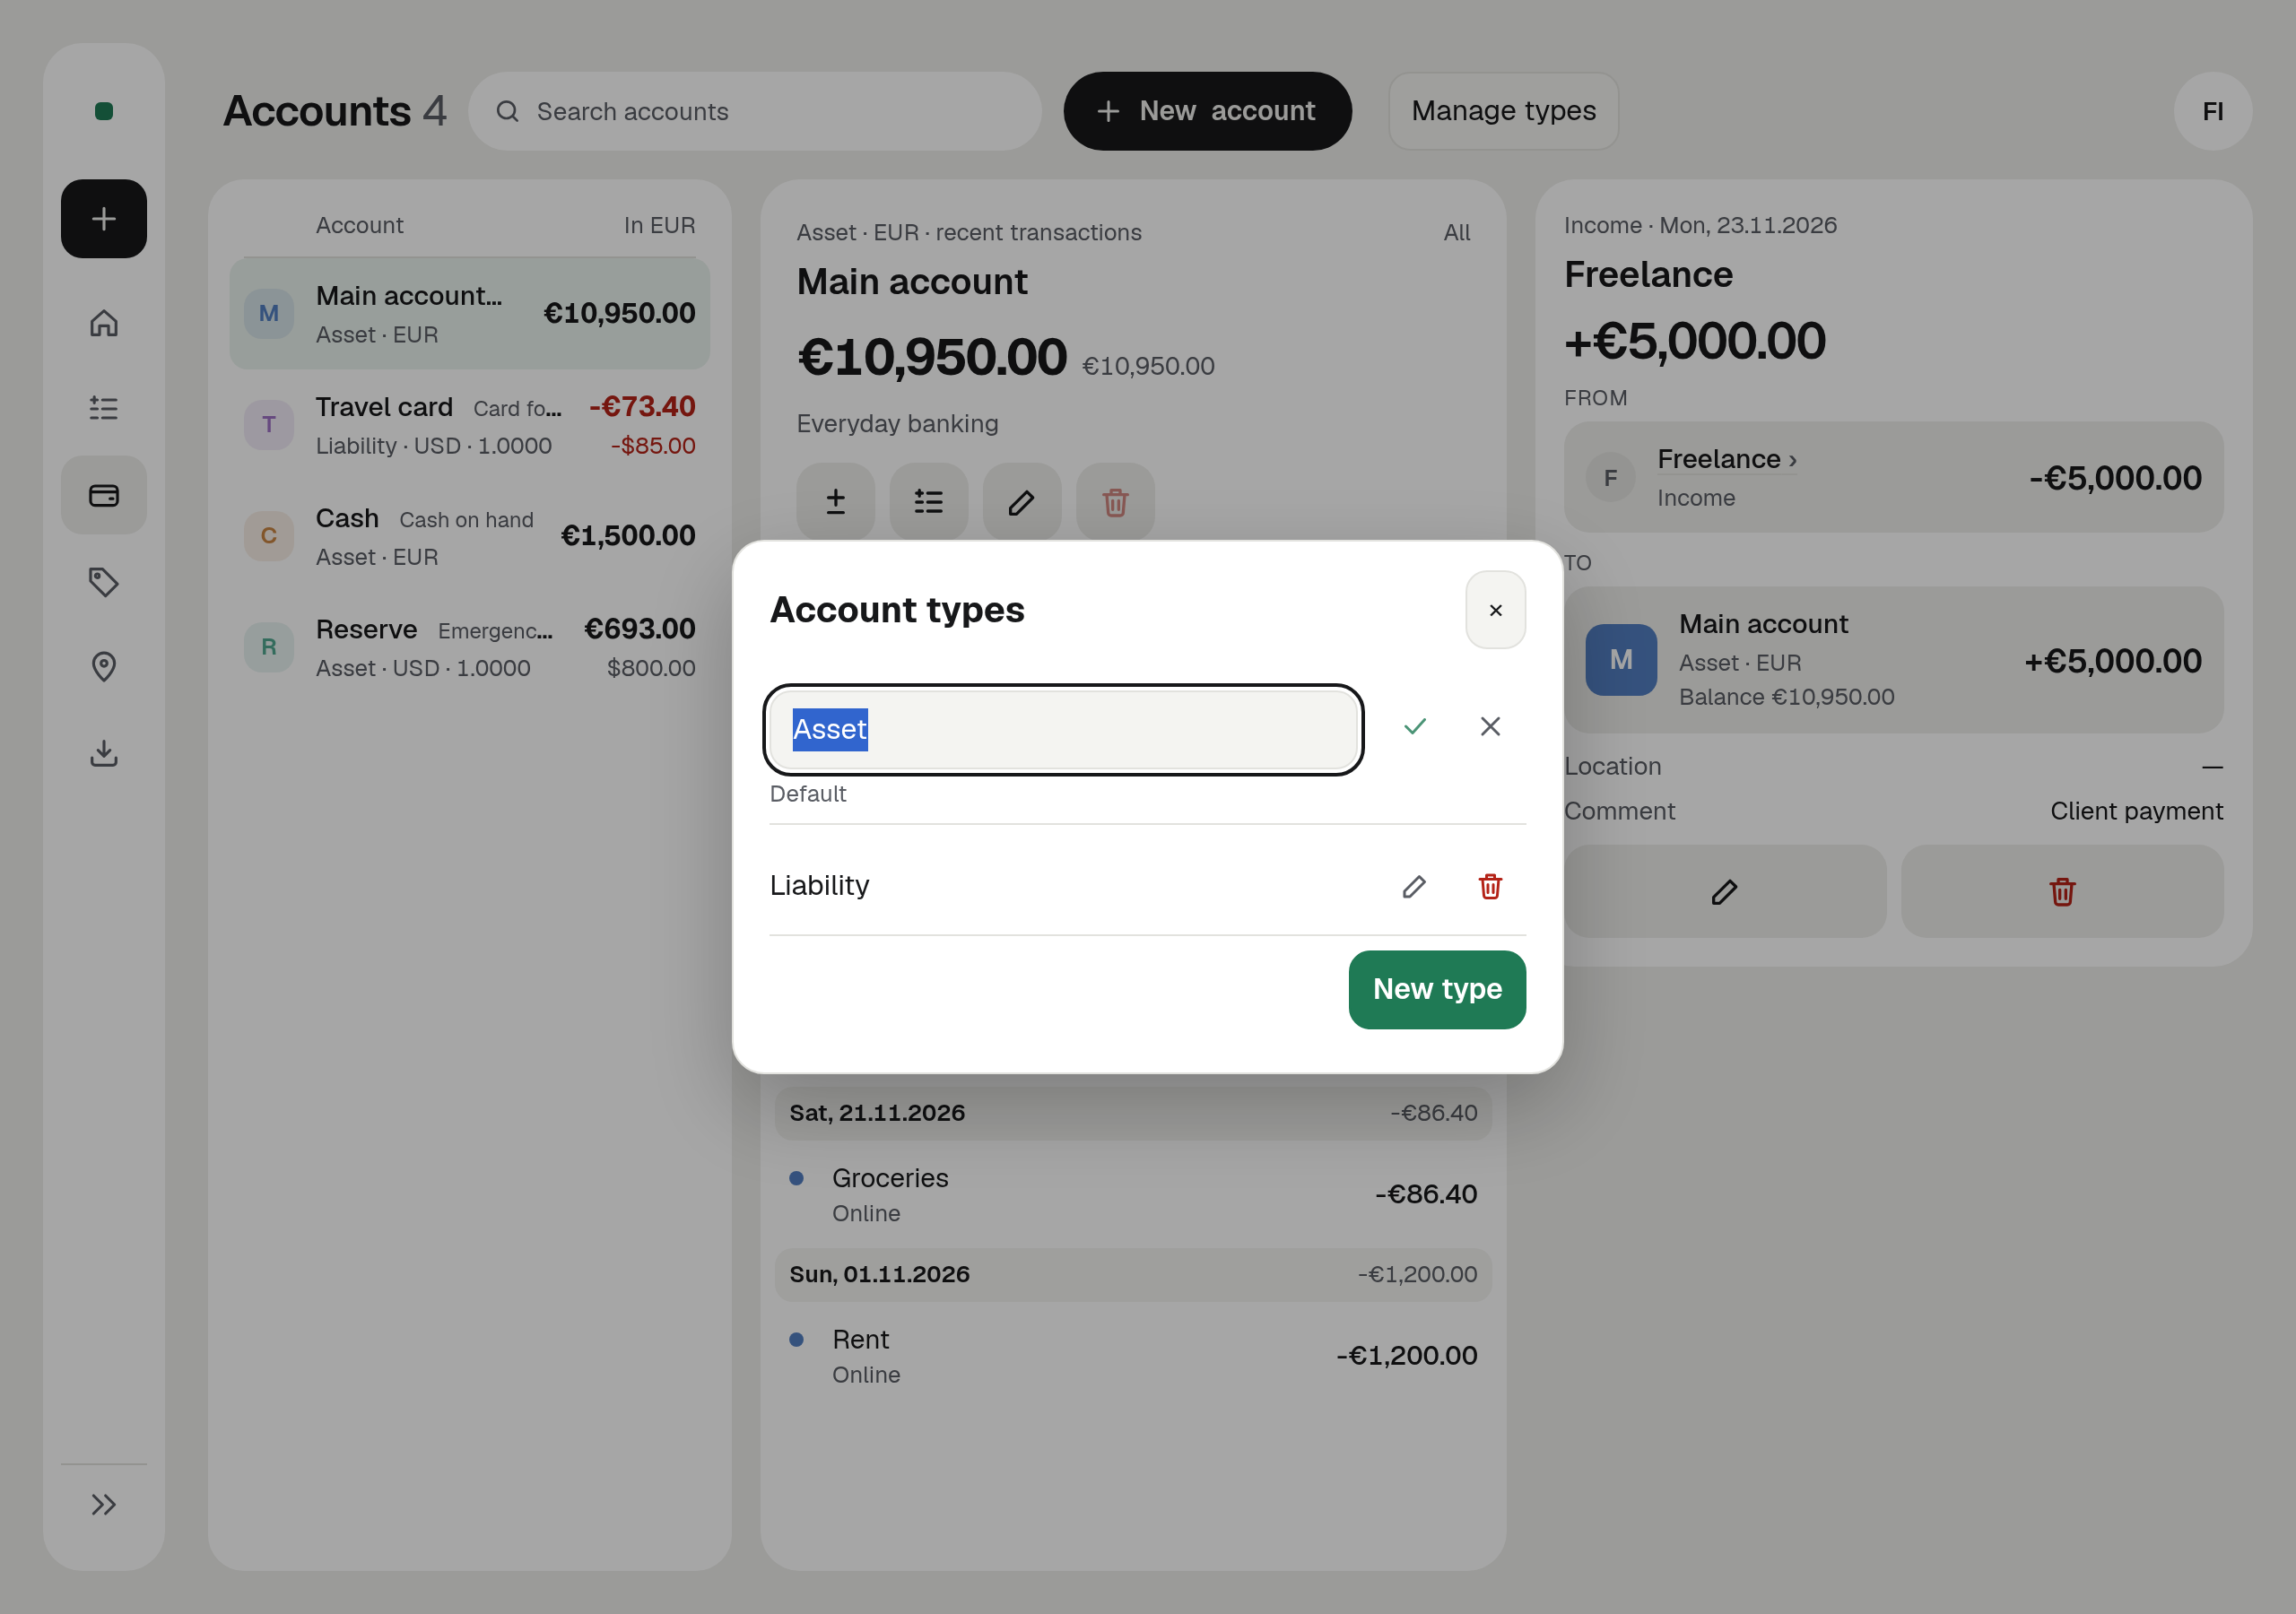 Accounts 4
Search accounts
New account
Manage types
FI
Account
In EUR
M
Main account...
€10,950.00
Asset · EUR
T
Travel card
Card fo...
-€73.40
Liability · USD · 1.0000
-$85.00
C
Cash
Cash on hand
€1,500.00
Asset · EUR
R
Reserve
Emergenc...
€693.00
Asset · USD · 1.0000
$800.00
Asset · EUR · recent transactions
All
Main account
€10,950.00 €10,950.00
Everyday banking
Account types
Asset
Default
Liability
New type
Sat, 21.11.2026
-€86.40
Groceries
-€86.40
Online
Sun, 01.11.2026
-€1,200.00
Rent
-€1,200.00
Online
Income · Mon, 23.11.2026
Freelance
+€5,000.00
FROM
F
Freelance ›
-€5,000.00
Income
TO
M
Main account
Asset · EUR
+€5,000.00
Balance €10,950.00
Location
—
Comment
Client payment